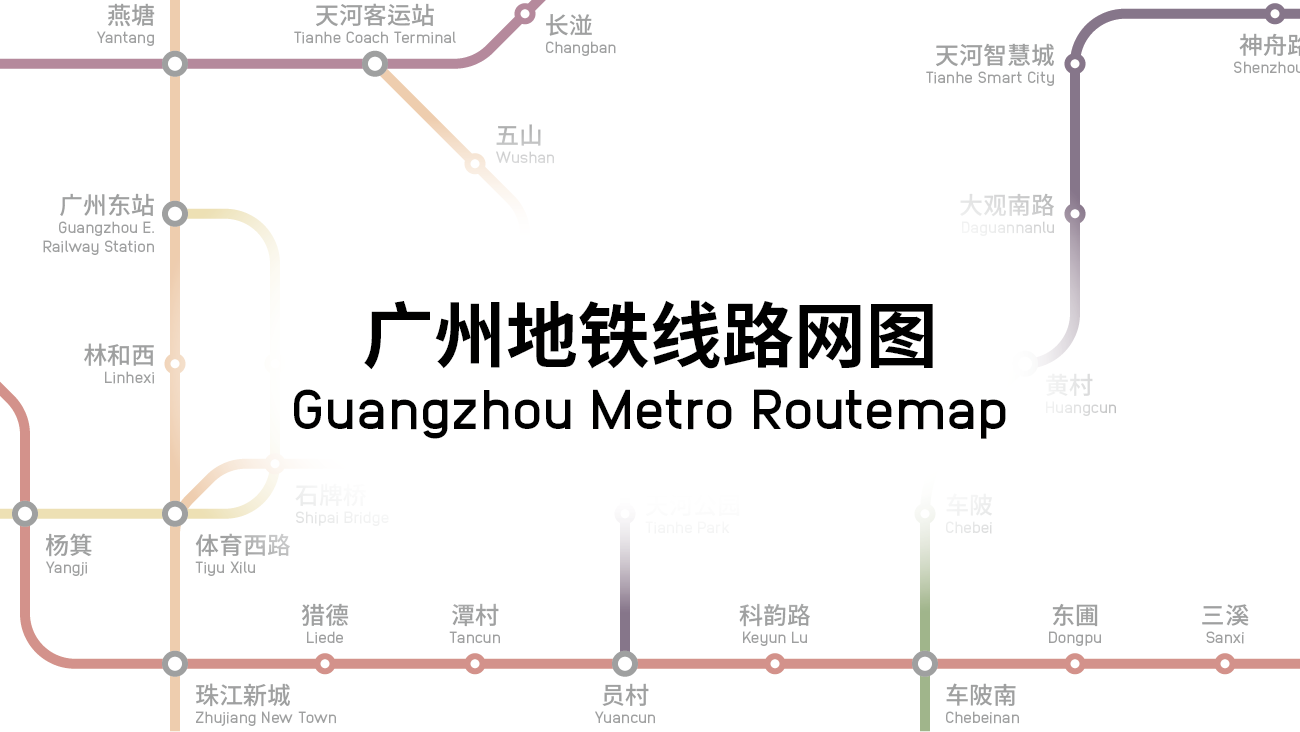 燕塘
Yantang
天河客运站
Tianhe Coach Terminal
长湴
Changban
天河智慧城
Tianhe Smart City
神舟路
Shenzhou
五山
Wushan
广州东站
Guangzhou E.
Railway Station
大观南路
Daguannanlu
广州地铁线路网图
Guangzhou Metro Routemap
林和西
Linhexi
黄村
Huangcun
石牌桥
Shipai Bridge
天河公园
Tianhe Park
车陂
Chebei
杨箕
Yangji
体育西路
Tiyu Xilu
猎德
Liede
潭村
Tancun
科韵路
Keyun Lu
东圃
Dongpu
三溪
Sanxi
珠江新城
Zhujiang New Town
员村
Yuancun
车陂南
Chebeinan